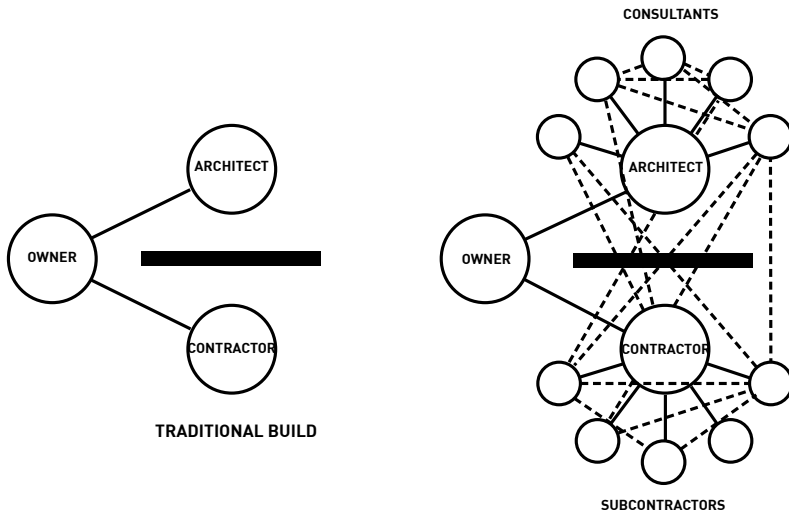 CONSULTANTS
ARCHITECT
OWNER
CONTRACTOR
TRADITIONAL BUILD
ARCHITECT
OWNER
CONTRACTOR
SUBCONTRACTORS